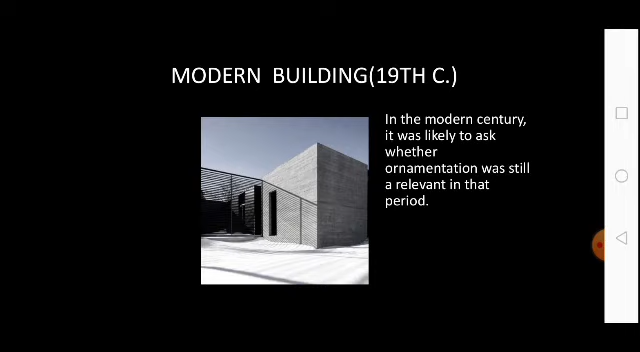 MODERN BUILDING(19TH C.)
In the modern century,
it was likely to ask
whether
ornamentation was still
a relevant in that
period.